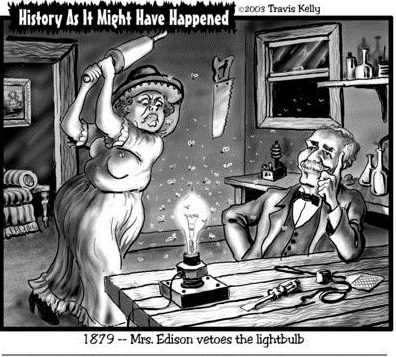 History As It Might Have Happened
©2003 Travis Kelly
1879 -- Mrs. Edison vetoes the lightbulb